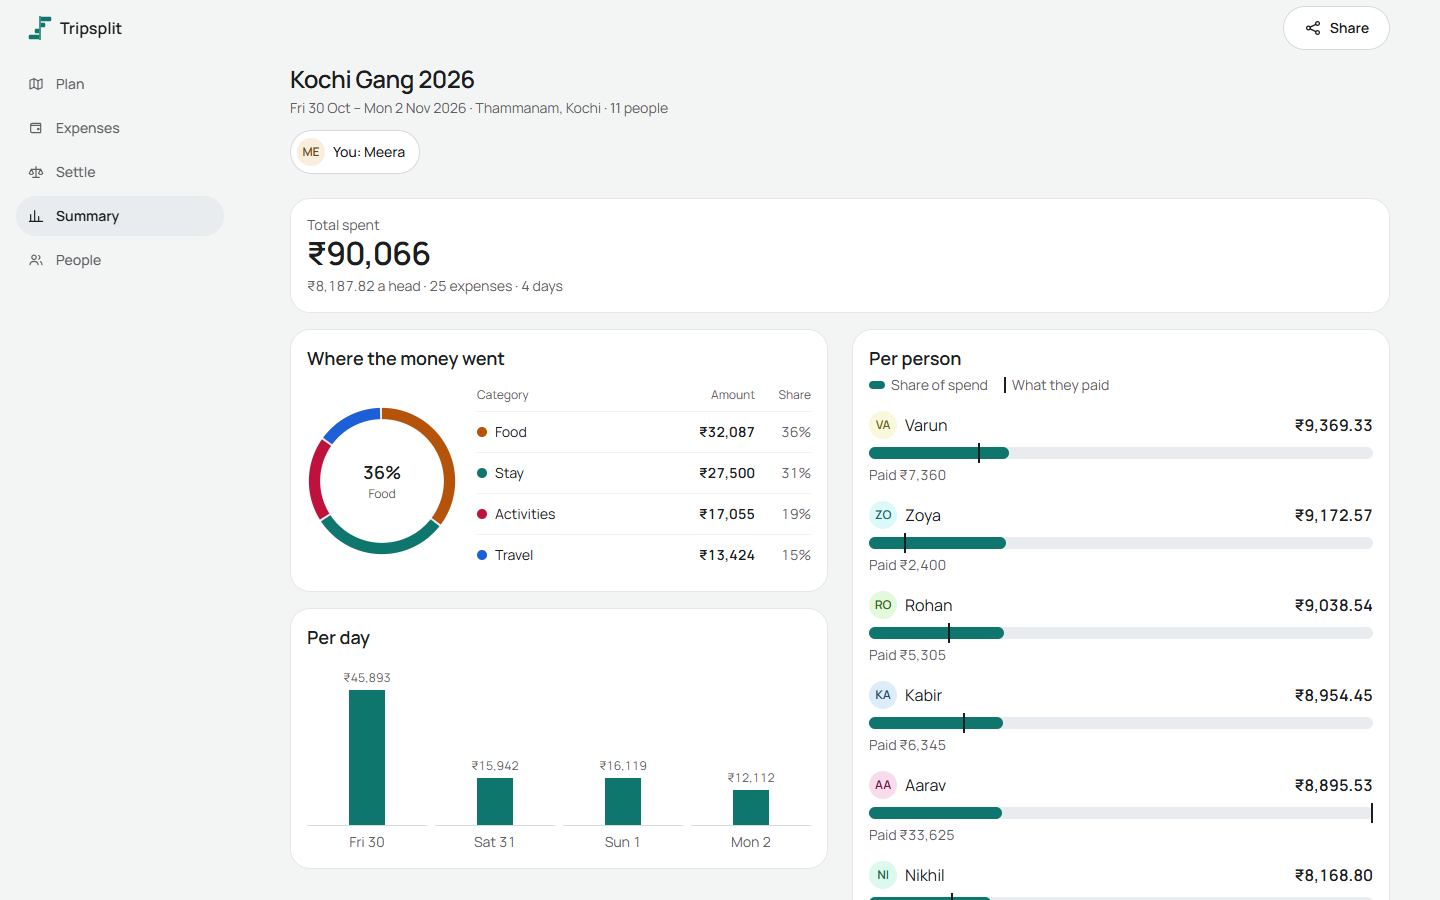 Tripsplit
Share
Plan
Expenses
Settle
Summary
People
Kochi Gang 2026
Fri 30 Oct – Mon 2 Nov 2026 · Thammanam, Kochi · 11 people
ME You: Meera
Total spent
₹90,066
₹8,187.82 a head · 25 expenses · 4 days
Where the money went
36%
Food
Category Amount Share
Food ₹32,087 36%
Stay ₹27,500 31%
Activities ₹17,055 19%
Travel ₹13,424 15%
Per day
₹45,893
₹15,942
₹16,119
₹12,112
Fri 30 Sat 31 Sun 1 Mon 2
Per person
Share of spend What they paid
VA Varun ₹9,369.33
Paid ₹7,360
ZO Zoya ₹9,172.57
Paid ₹2,400
RO Rohan ₹9,038.54
Paid ₹5,305
KA Kabir ₹8,954.45
Paid ₹6,345
AA Aarav ₹8,895.53
Paid ₹33,625
NI Nikhil ₹8,168.80